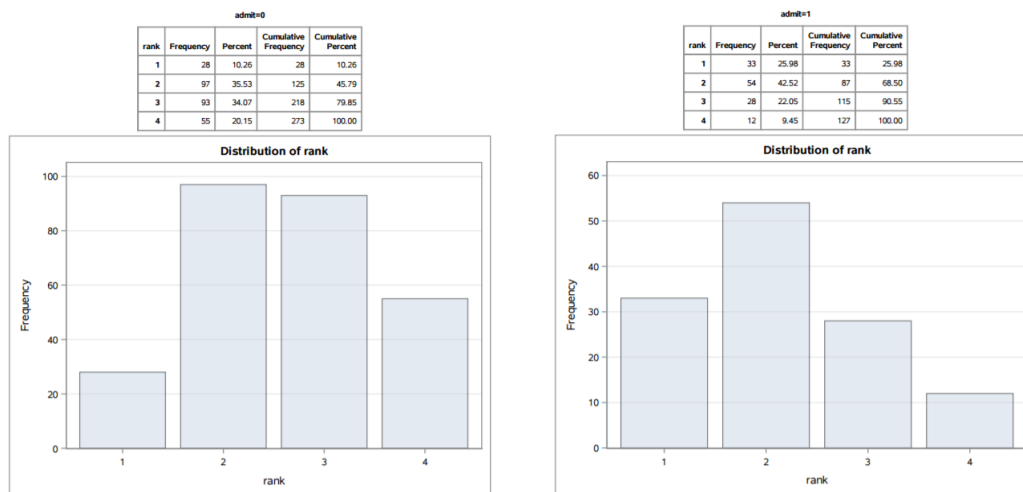 admit=0
rank Frequency Percent Cumulative Frequency Cumulative Percent
1 28 10.26 28 10.26
2 97 35.53 125 45.79
3 93 34.07 218 79.85
4 55 20.15 273 100.00
Distribution of rank
100
80
60
40
20
0
Frequency
1 2 3 4
rank
admit=1
rank Frequency Percent Cumulative Frequency Cumulative Percent
1 33 25.98 33 25.98
2 54 42.52 87 68.50
3 28 22.05 115 90.55
4 12 9.45 127 100.00
Distribution of rank
60
50
40
30
20
10
0
Frequency
1 2 3 4
rank